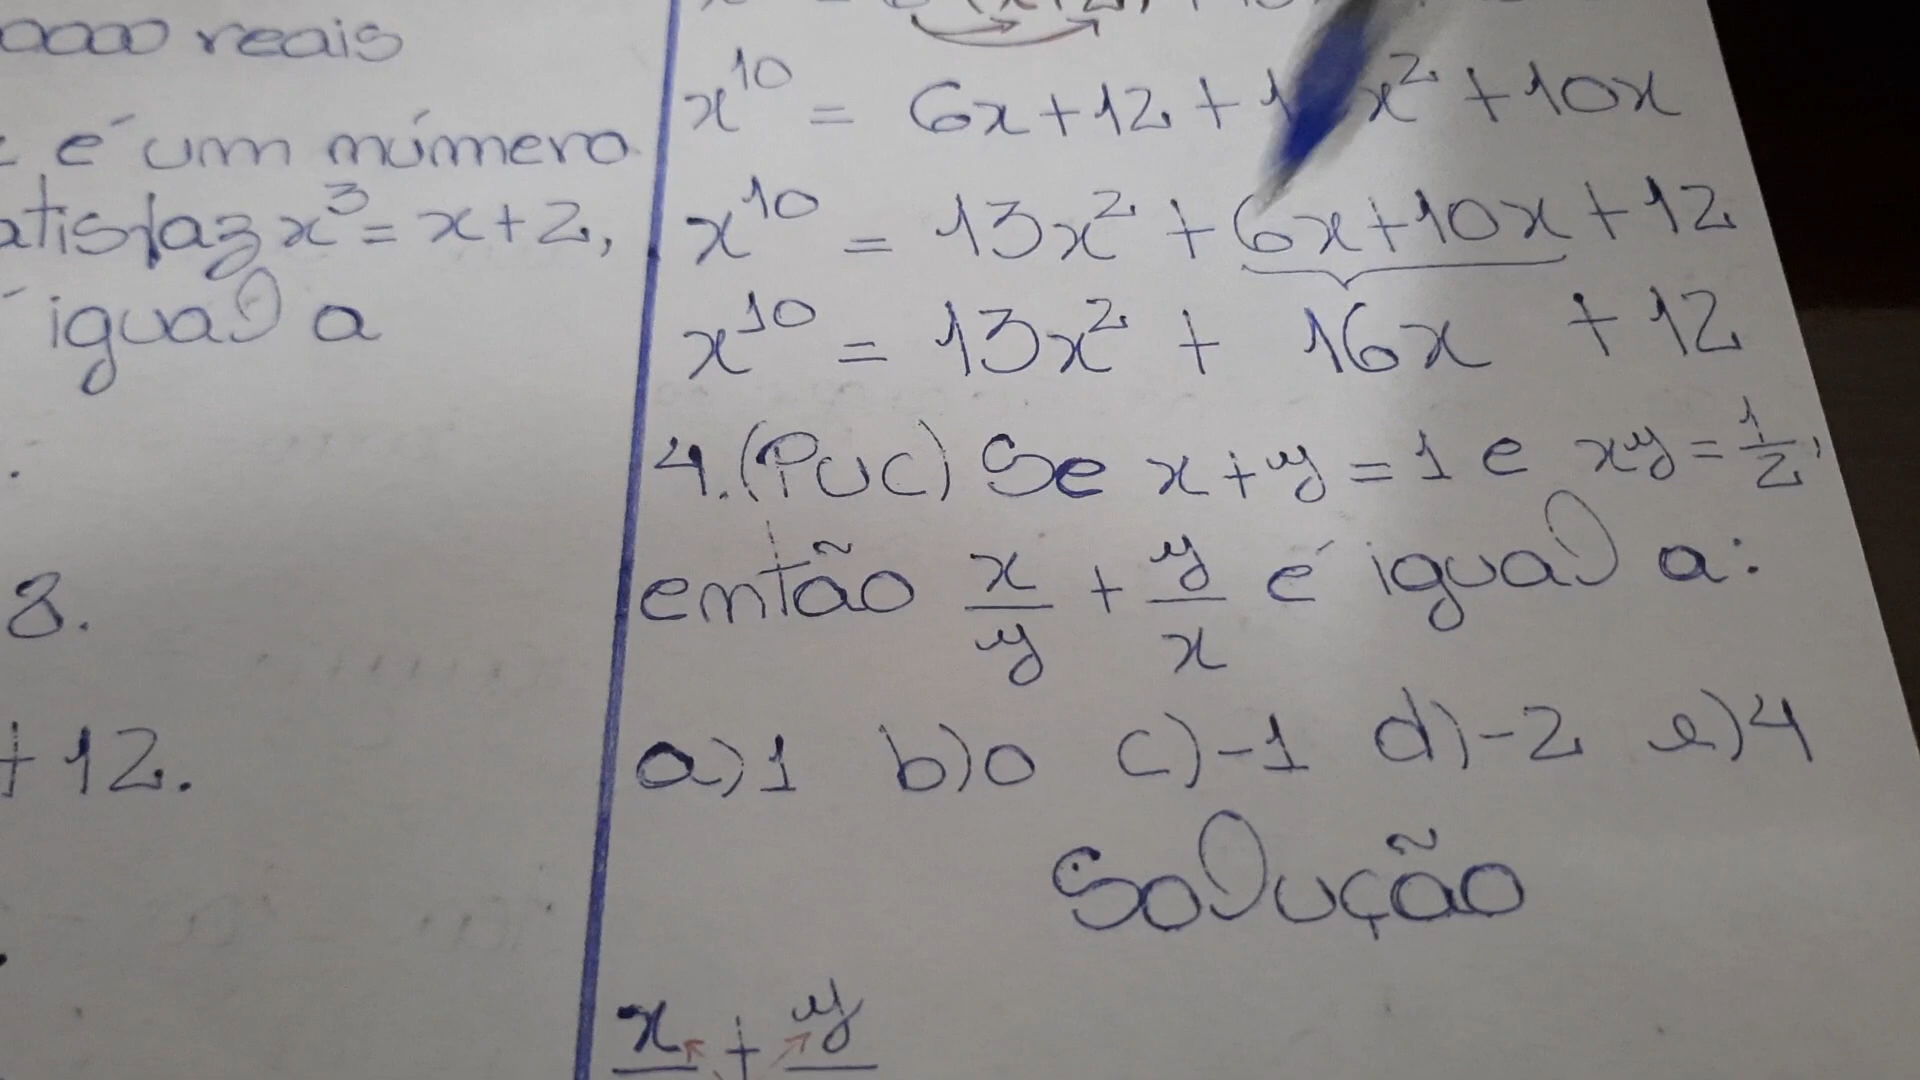 0000 reais
é um número
atisfaz x³ = x + 2,
igual a
8.
+ 12.
x¹⁰ = 6x + 12 + x² + 10x
x¹⁰ = 13x² + 6x + 10x + 12
x¹⁰ = 13x² + 16x + 12
4. (PUC) Se x + y = 1 e xy = 1/2,
então x/y + y/x é igual a:
a) 1 b) 0 c) -1 d) -2 e) 4
Solução
x + y